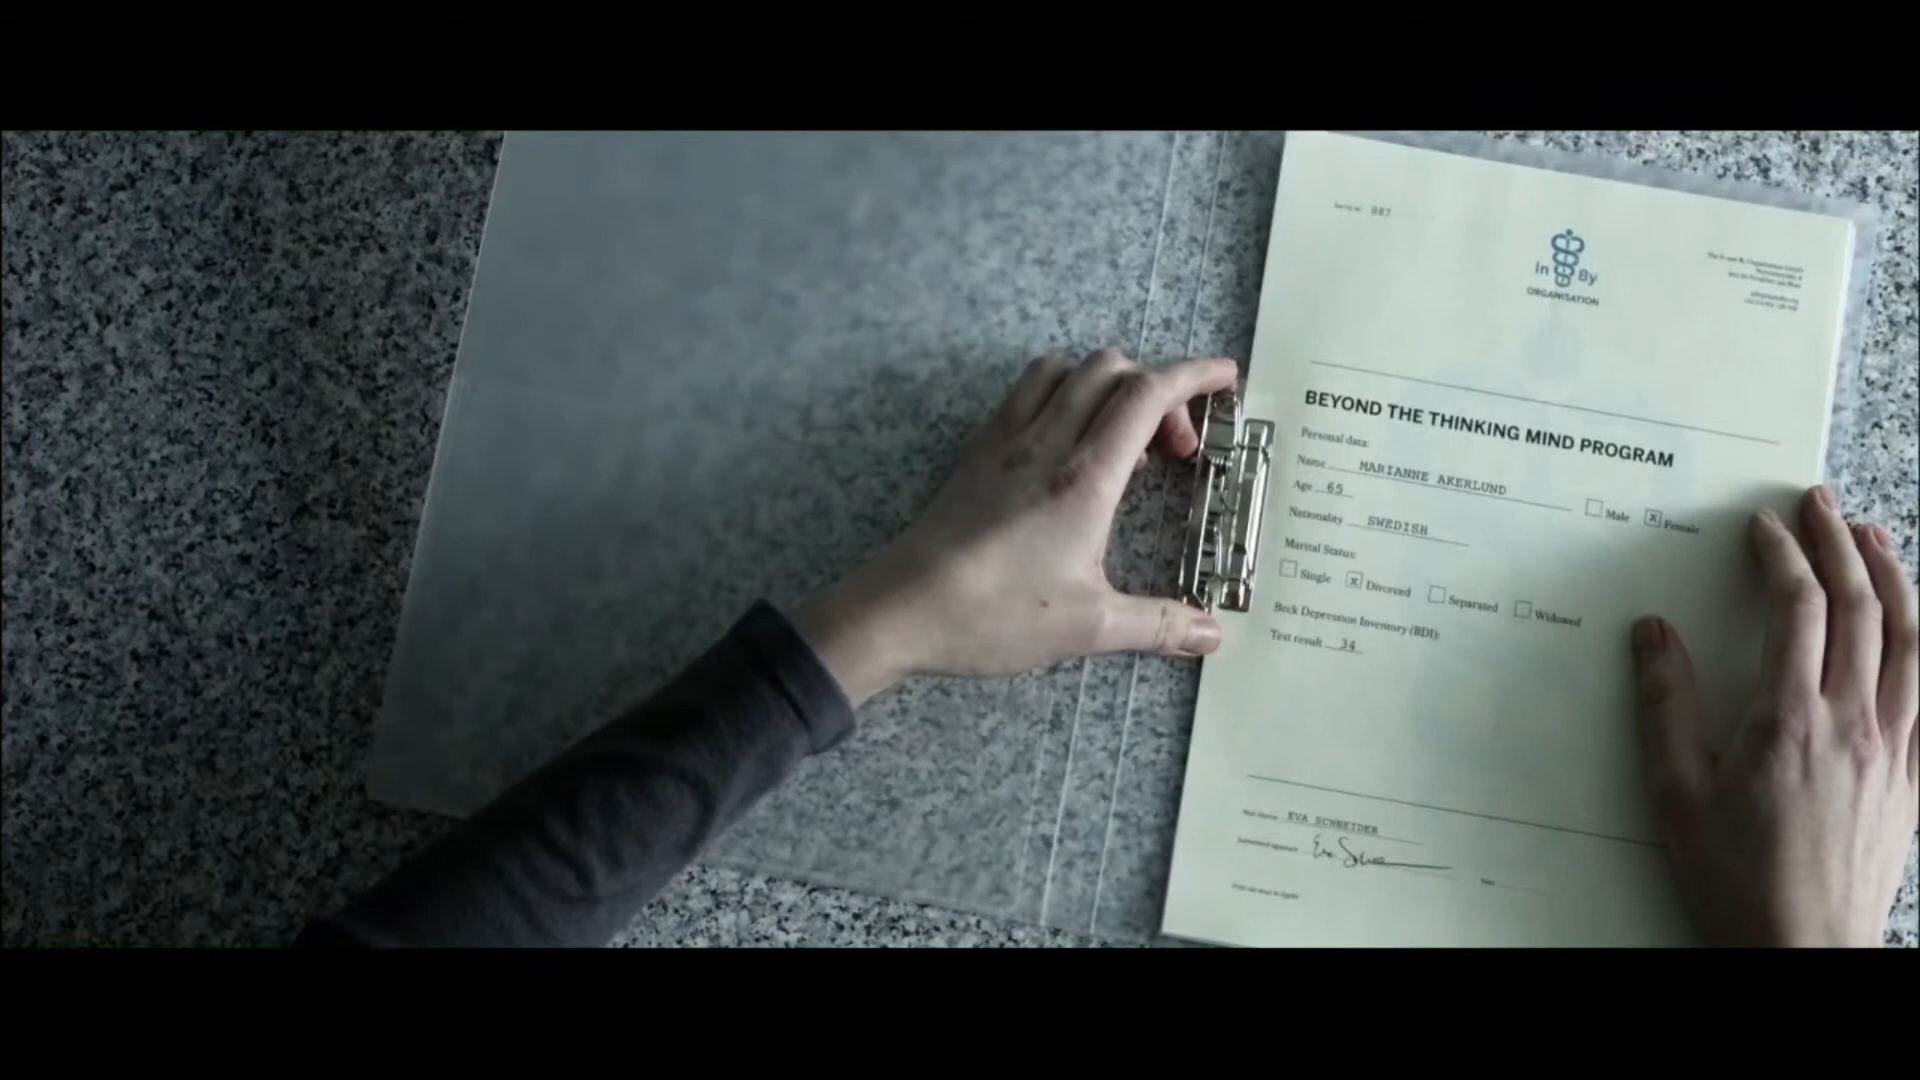 087
In By
ORGANISATION
BEYOND THE THINKING MIND PROGRAM
Personal data:
Name MARIANNE AKERLUND
Male x Female
Age 65
Nationality SWEDISH
Marital Status:
Single x Divorced Separated Widowed
Beck Depression Inventory (BDI):
Test result 34
EVA SCHNEIDER